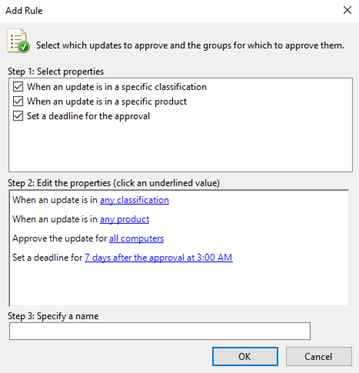 Add Rule
Select which updates to approve and the groups for which to approve them.
Step 1: Select properties
When an update is in a specific classification
When an update is in a specific product
Set a deadline for the approval
Step 2: Edit the properties (click an underlined value)
When an update is in any classification
When an update is in any product
Approve the update for all computers
Set a deadline for 7 days after the approval at 3:00 AM
Step 3: Specify a name
OK Cancel